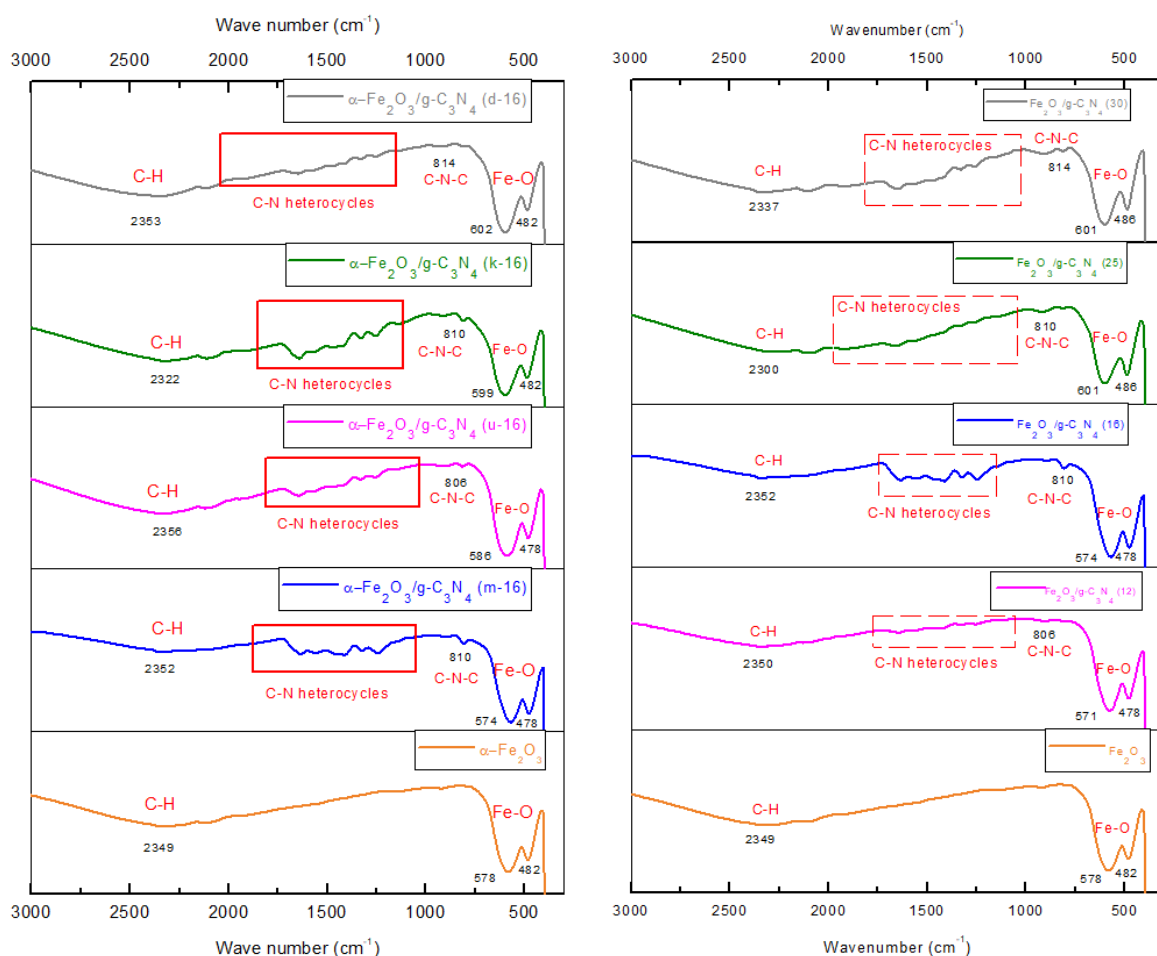 Wave number (cm⁻¹)
3000 2500 2000 1500 1000 500
α–Fe₂O₃/g-C₃N₄ (d-16)
C-H
2353
C-N heterocycles
814
C-N-C
Fe-O
602
482
α–Fe₂O₃/g-C₃N₄ (k-16)
C-H
2322
C-N heterocycles
810
C-N-C
Fe-O
599
482
α–Fe₂O₃/g-C₃N₄ (u-16)
C-H
2356
C-N heterocycles
806
C-N-C
Fe-O
586
478
α–Fe₂O₃/g-C₃N₄ (m-16)
C-H
2352
C-N heterocycles
810
C-N-C
Fe-O
574
478
α–Fe₂O₃
C-H
2349
Fe-O
578
482
3000 2500 2000 1500 1000 500
Wave number (cm⁻¹)
Wavenumber (cm⁻¹)
3000 2500 2000 1500 1000 500
Fe₂O₃/g-C₃N₄ (30)
C-H
2337
C-N heterocycles
C-N-C
814
Fe-O
601
486
Fe₂O₃/g-C₃N₄ (25)
C-H
2300
C-N heterocycles
810
C-N-C
Fe-O
601
486
Fe₂O₃/g-C₃N₄ (16)
C-H
2352
C-N heterocycles
810
C-N-C
Fe-O
574
478
Fe₂O₃/g-C₃N₄ (12)
C-H
2350
C-N heterocycles
806
C-N-C
Fe-O
571
478
Fe₂O₃
C-H
2349
Fe-O
578
482
3000 2500 2000 1500 1000 500
Wavenumber (cm⁻¹)